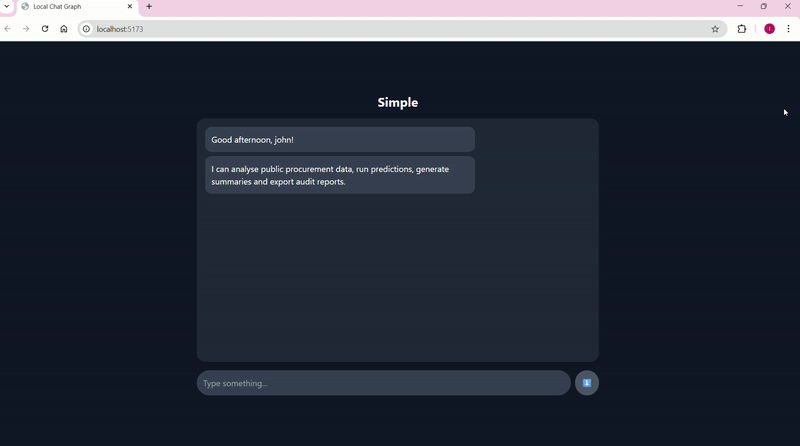 Local Chat Graph
localhost:5173
Simple
Good afternoon, john!
I can analyse public procurement data, run predictions, generate
summaries and export audit reports.
Type something...